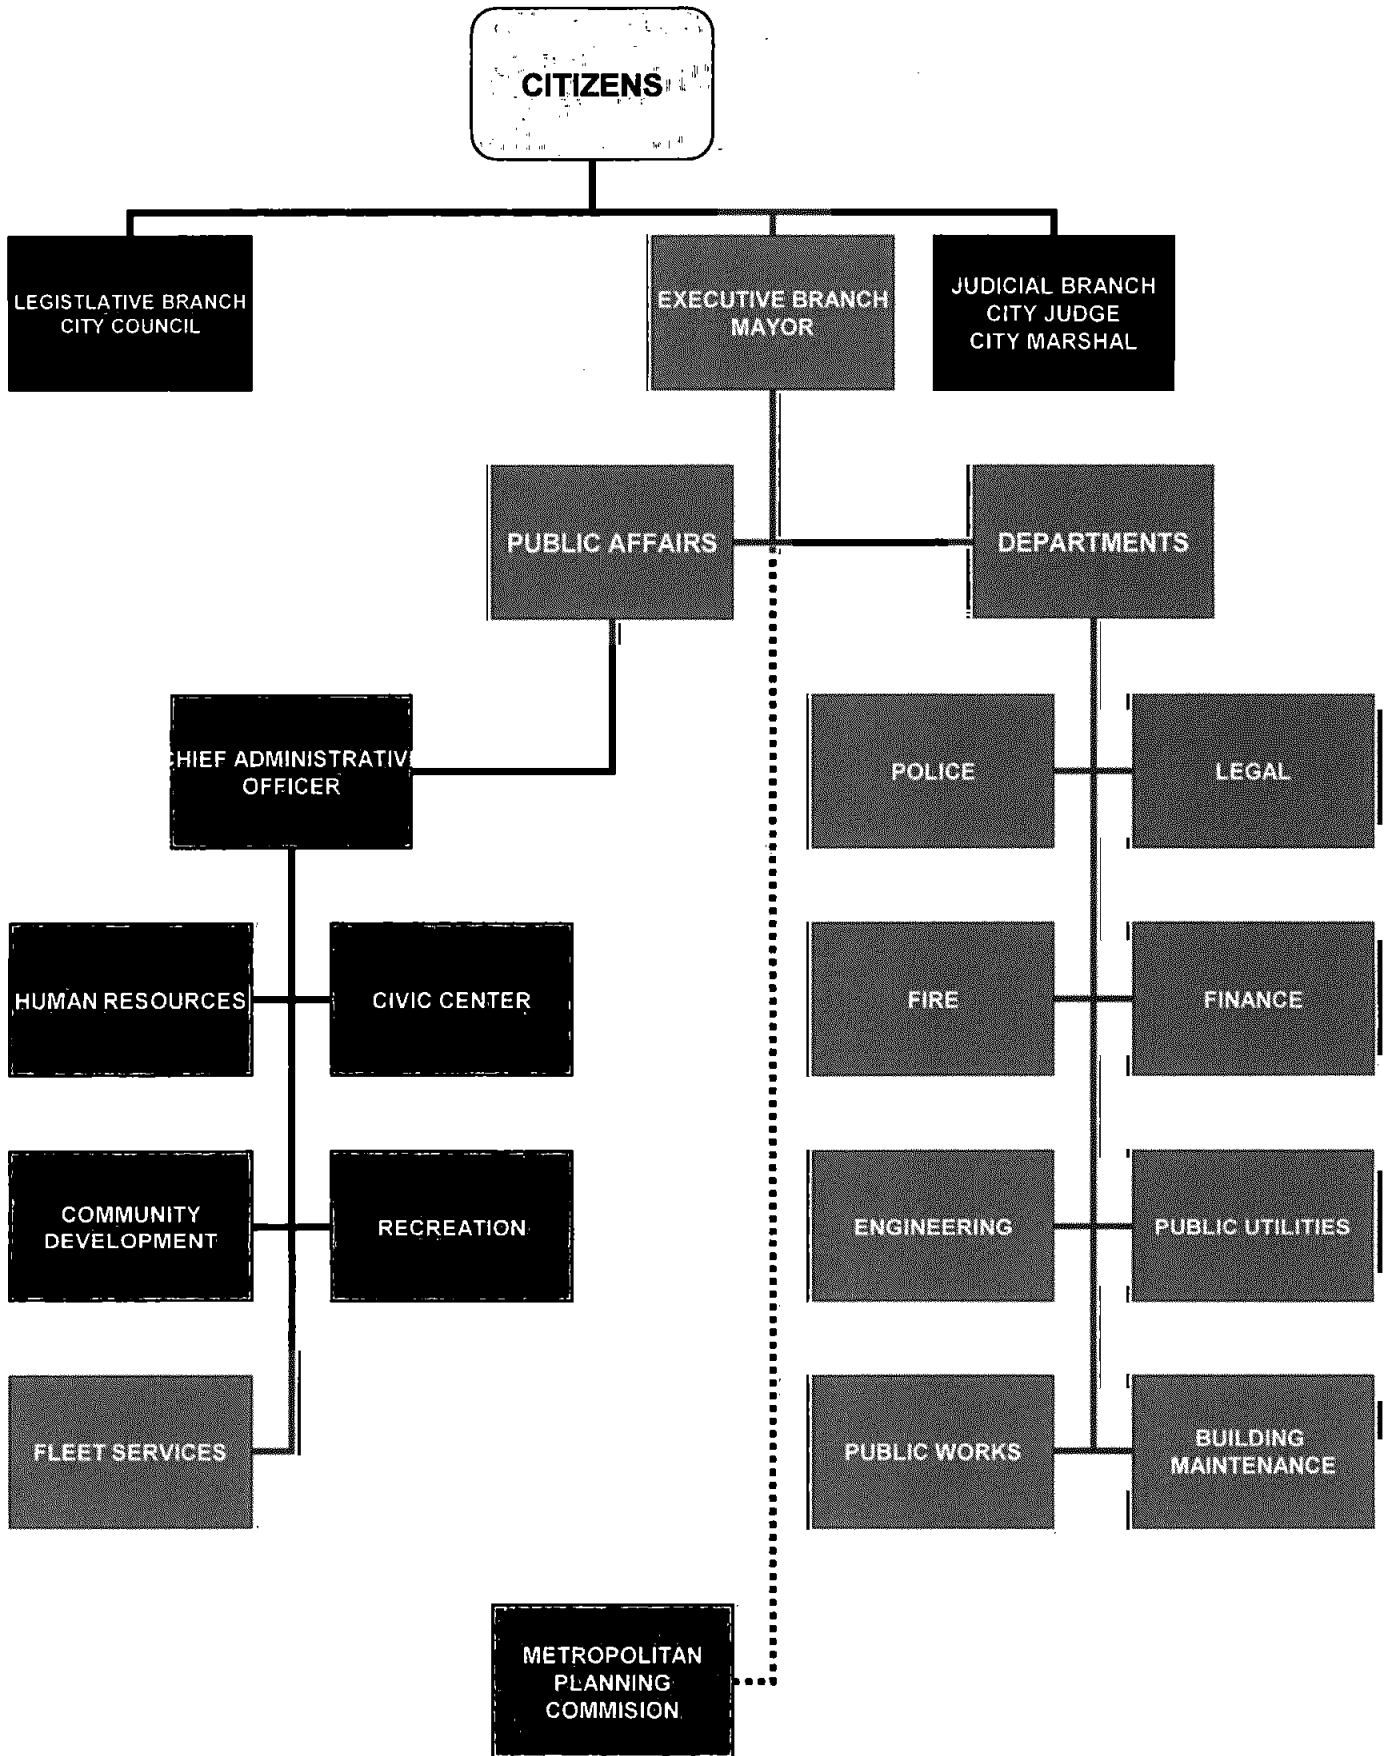 CITIZENS
LEGISTLATIVE BRANCH
CITY COUNCIL
EXECUTIVE BRANCH
MAYOR
JUDICIAL BRANCH
CITY JUDGE
CITY MARSHAL
PUBLIC AFFAIRS
DEPARTMENTS
HIEF ADMINISTRATIV
OFFICER
POLICE
LEGAL
HUMAN RESOURCES
CIVIC CENTER
FIRE
FINANCE
COMMUNITY
DEVELOPMENT
RECREATION
ENGINEERING
PUBLIC UTILITIES
FLEET SERVICES
PUBLIC WORKS
BUILDING
MAINTENANCE
METROPOLITAN
PLANNING
COMMISION